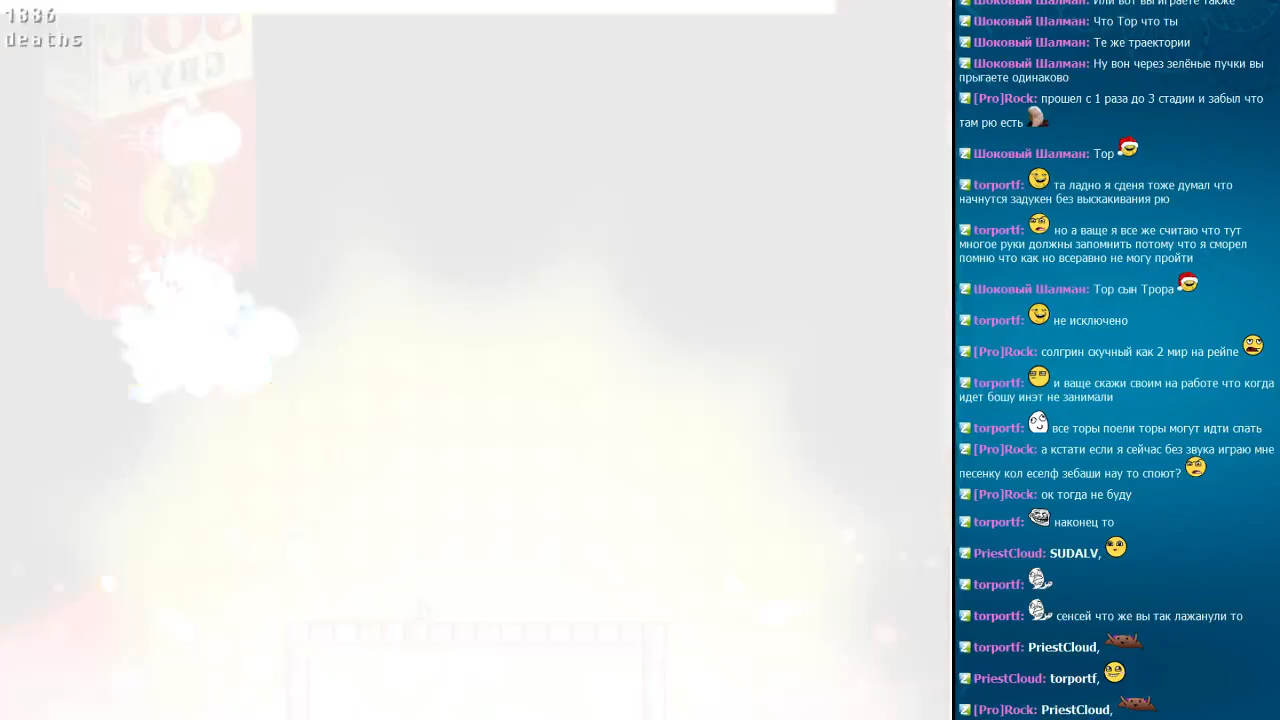 1886
deaths
Шоковый Шалман: Или вот вы играете также
Шоковый Шалман: Что Тор что ты
Шоковый Шалман: Те же траектории
Шоковый Шалман: Ну вон через зелёные пучки вы
прыгаете одинаково
[Pro]Rock: прошел с 1 раза до 3 стадии и забыл что
там рю есть
Шоковый Шалман: Тор
torportf: та ладно я сденя тоже думал что
начнутся задукен без выскакивания рю
torportf: но а ваще я все же считаю что тут
многое руки должны запомнить потому что я сморел
помню что как но всеравно не могу пройти
Шоковый Шалман: Тор сын Трора
torportf: не исключено
[Pro]Rock: солгрин скучный как 2 мир на рейпе
torportf: и ваще скажи своим на работе что когда
идет бошу инэт не занимали
torportf: все торы поели торы могут идти спать
[Pro]Rock: а кстати если я сейчас без звука играю мне
песенку кол еселф зебаши нау то споют?
[Pro]Rock: ок тогда не буду
torportf: наконец то
PriestCloud: SUDALV,
torportf:
torportf: сенсей что же вы так лажанули то
torportf: PriestCloud,
PriestCloud: torportf,
[Pro]Rock: PriestCloud,